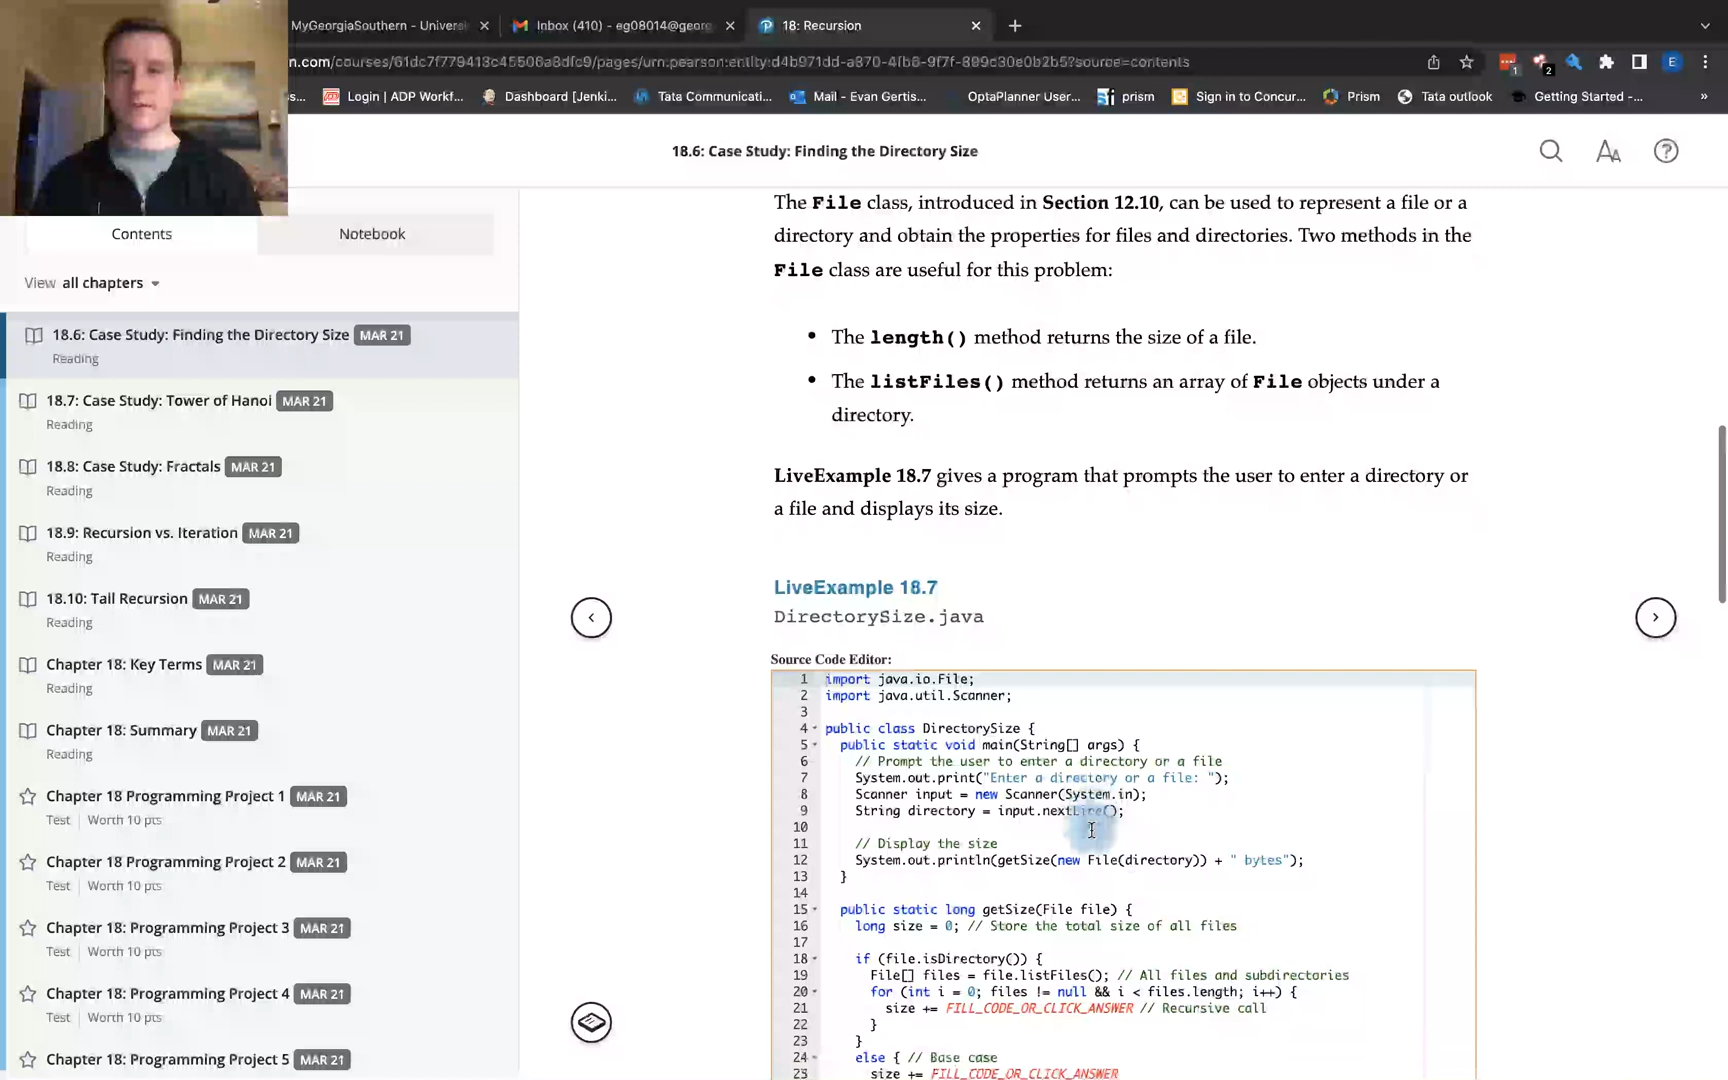 MyGeorgiaSouthern - Univers
Inbox (410) - eg08014@georg
18: Recursion
n.com/courses/61dc7f779413c45508a8dfc9/pages/urn:pearson:entity:d4b971dd-a870-4fb8-9f7f-899c30e0b2b5?source=contents
s...
Login | ADP Workf...
Dashboard [Jenki...
Tata Communicati...
Mail - Evan Gertis...
OptaPlanner User...
prism
Sign in to Concur...
Prism
Tata outlook
Getting Started -...
»
18.6: Case Study: Finding the Directory Size
Contents
Notebook
View all chapters
18.6: Case Study: Finding the Directory Size MAR 21
Reading
18.7: Case Study: Tower of Hanoi MAR 21
Reading
18.8: Case Study: Fractals MAR 21
Reading
18.9: Recursion vs. Iteration MAR 21
Reading
18.10: Tail Recursion MAR 21
Reading
Chapter 18: Key Terms MAR 21
Reading
Chapter 18: Summary MAR 21
Reading
Chapter 18 Programming Project 1 MAR 21
Test | Worth 10 pts
Chapter 18 Programming Project 2 MAR 21
Test | Worth 10 pts
Chapter 18: Programming Project 3 MAR 21
Test | Worth 10 pts
Chapter 18: Programming Project 4 MAR 21
Test | Worth 10 pts
Chapter 18: Programming Project 5 MAR 21
The File class, introduced in Section 12.10, can be used to represent a file or a
directory and obtain the properties for files and directories. Two methods in the
File class are useful for this problem:
• The length() method returns the size of a file.
• The listFiles() method returns an array of File objects under a
directory.
LiveExample 18.7 gives a program that prompts the user to enter a directory or
a file and displays its size.
LiveExample 18.7
DirectorySize.java
Source Code Editor:
1 import java.io.File;
2 import java.util.Scanner;
3
4 public class DirectorySize {
5 public static void main(String[] args) {
6 // Prompt the user to enter a directory or a file
7 System.out.print("Enter a directory or a file: ");
8 Scanner input = new Scanner(System.in);
9 String directory = input.nextLine();
10
11 // Display the size
12 System.out.println(getSize(new File(directory)) + " bytes");
13 }
14
15 public static long getSize(File file) {
16 long size = 0; // Store the total size of all files
17
18 if (file.isDirectory()) {
19 File[] files = file.listFiles(); // All files and subdirectories
20 for (int i = 0; files != null && i < files.length; i++) {
21 size += FILL_CODE_OR_CLICK_ANSWER // Recursive call
22 }
23 }
24 else { // Base case
25 size += FILL_CODE_OR_CLICK_ANSWER